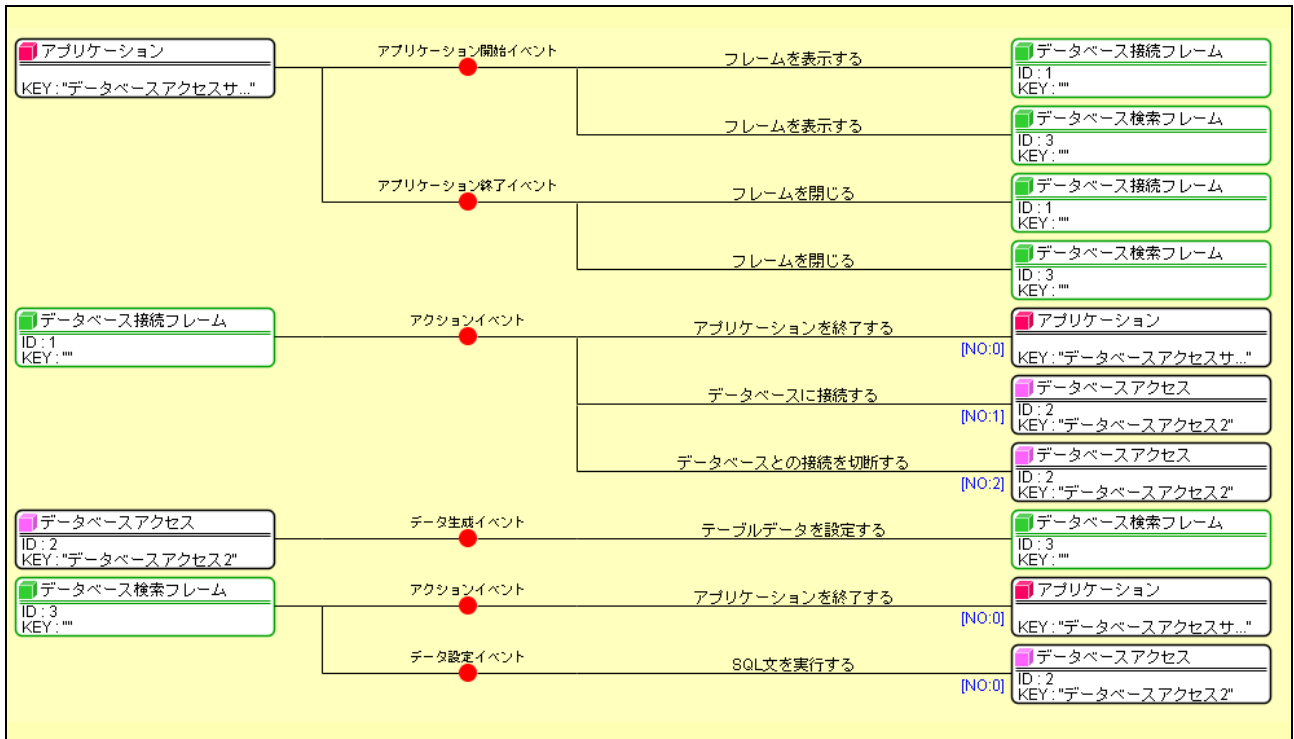 アプリケーション
KEY:"データベースアクセスサ..."
アプリケーション開始イベント
フレームを表示する
データベース接続フレーム
ID:1
KEY:""
フレームを表示する
データベース検索フレーム
ID:3
KEY:""
アプリケーション終了イベント
フレームを閉じる
データベース接続フレーム
ID:1
KEY:""
フレームを閉じる
データベース検索フレーム
ID:3
KEY:""
データベース接続フレーム
ID:1
KEY:""
アクションイベント
アプリケーションを終了する
[NO:0]
アプリケーション
KEY:"データベースアクセスサ..."
データベースに接続する
[NO:1]
データベースアクセス
ID:2
KEY:"データベースアクセス2"
データベースとの接続を切断する
[NO:2]
データベースアクセス
ID:2
KEY:"データベースアクセス2"
データベースアクセス
ID:2
KEY:"データベースアクセス2"
データ生成イベント
テーブルデータを設定する
データベース検索フレーム
ID:3
KEY:""
データベース検索フレーム
ID:3
KEY:""
アクションイベント
アプリケーションを終了する
[NO:0]
アプリケーション
KEY:"データベースアクセスサ..."
データ設定イベント
SQL文を実行する
[NO:0]
データベースアクセス
ID:2
KEY:"データベースアクセス2"